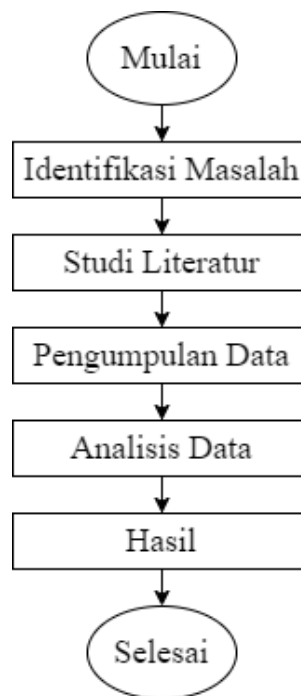 Mulai
Identifikasi Masalah
Studi Literatur
Pengumpulan Data
Analisis Data
Hasil
Selesai